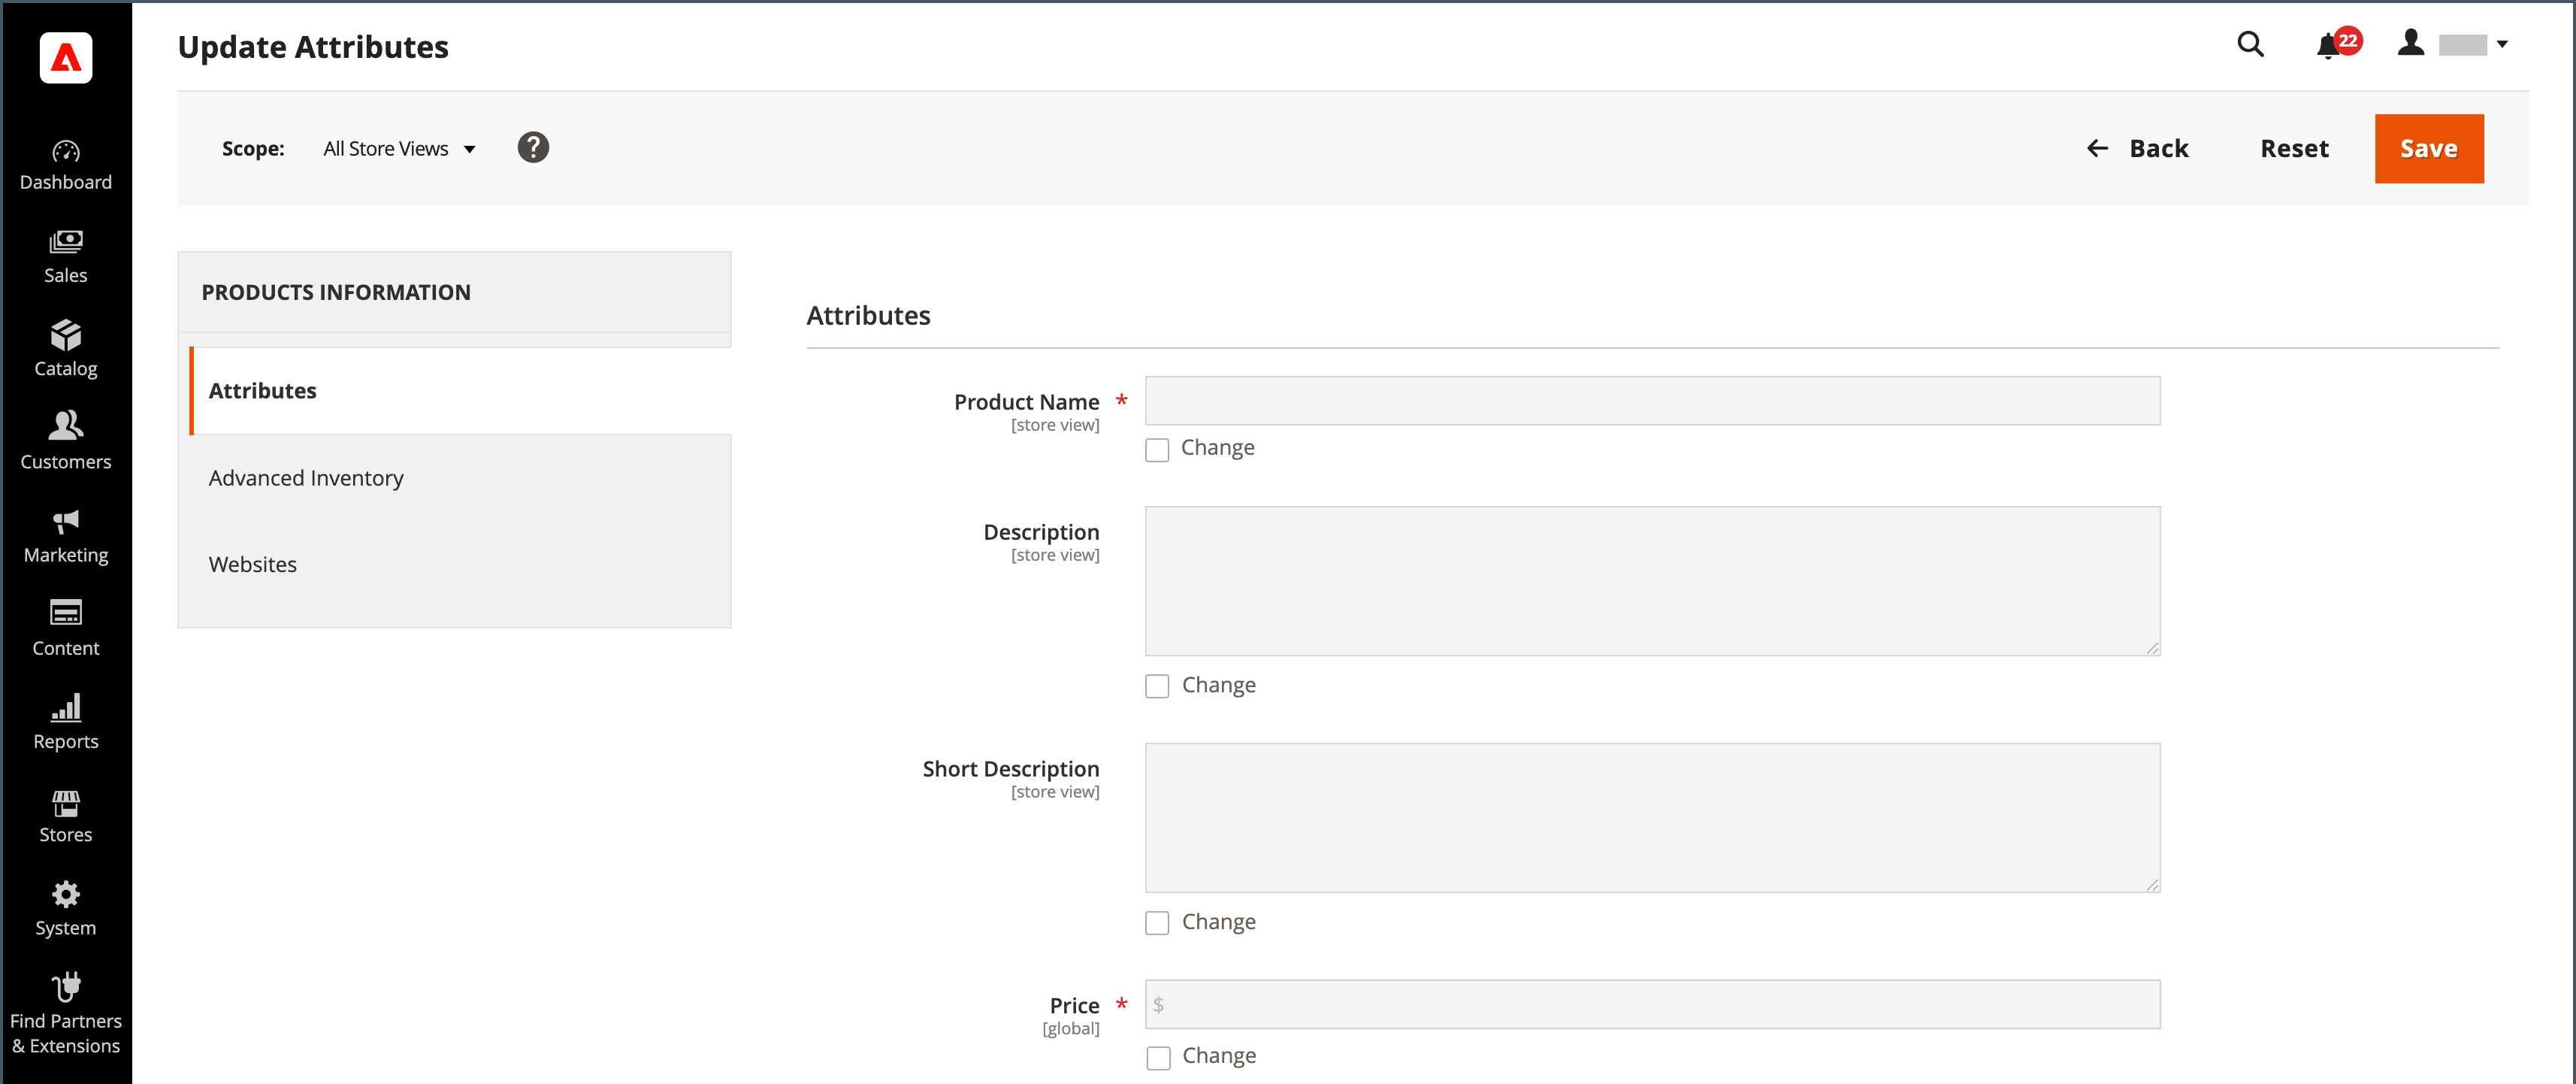 Update Attributes
22
Scope: All Store Views ?
Back Reset Save
Dashboard
Sales
Catalog
Customers
Marketing
Content
Reports
Stores
System
Find Partners
& Extensions
PRODUCTS INFORMATION
Attributes
Advanced Inventory
Websites
Attributes
Product Name *
[store view]
Change
Description
[store view]
Change
Short Description
[store view]
Change
Price * $
[global]
Change